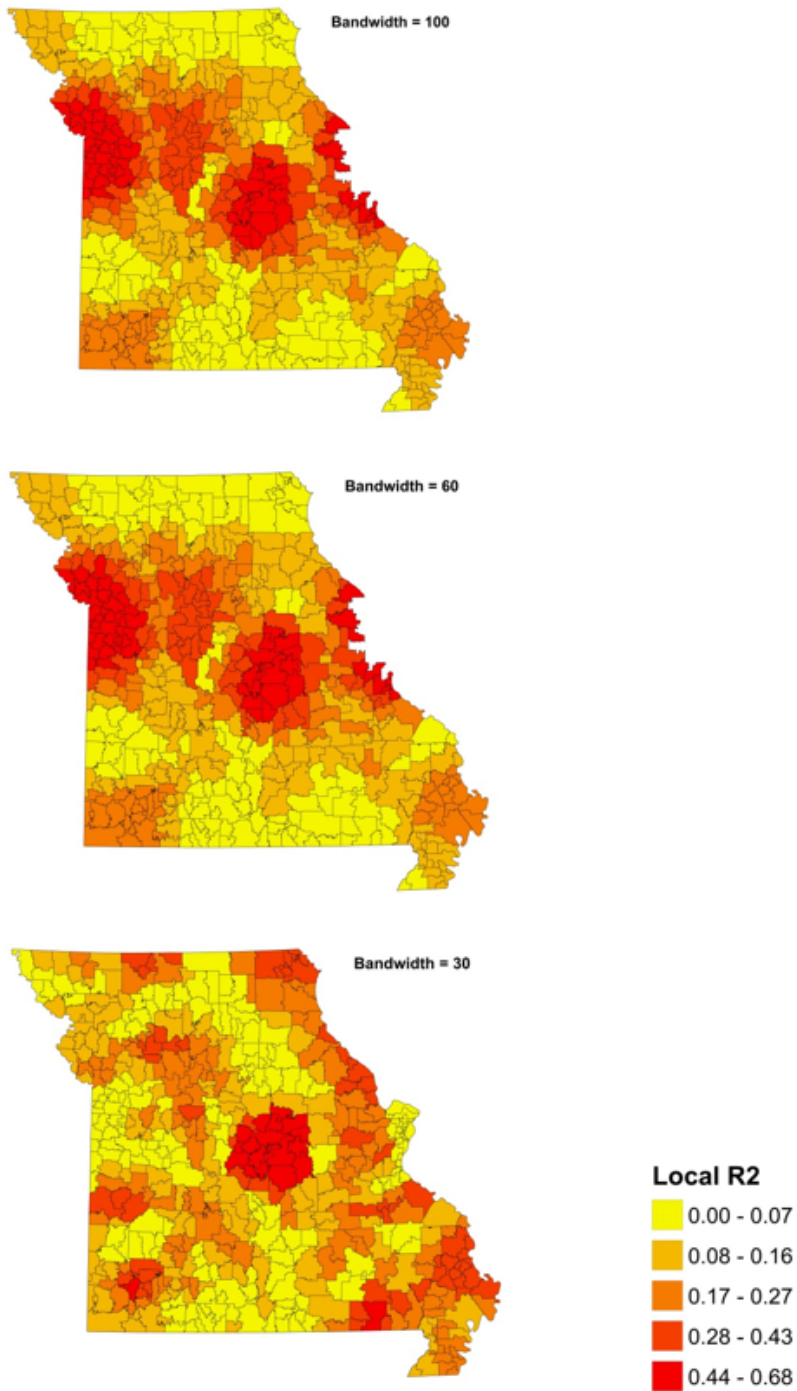 Bandwidth = 100
Bandwidth = 60
Bandwidth = 30
Local R2
0.00 - 0.07
0.08 - 0.16
0.17 - 0.27
0.28 - 0.43
0.44 - 0.68